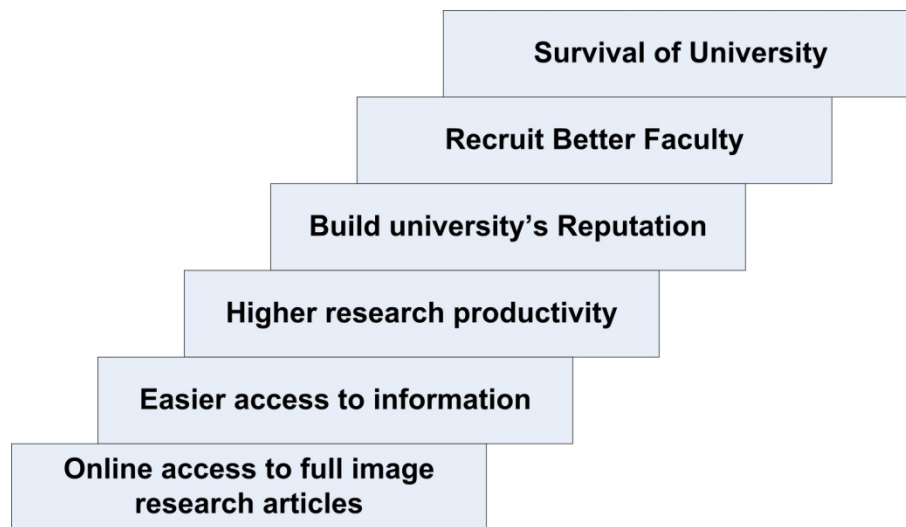 Survival of University
Recruit Better Faculty
Build university’s Reputation
Higher research productivity
Easier access to information
Online access to full image
research articles